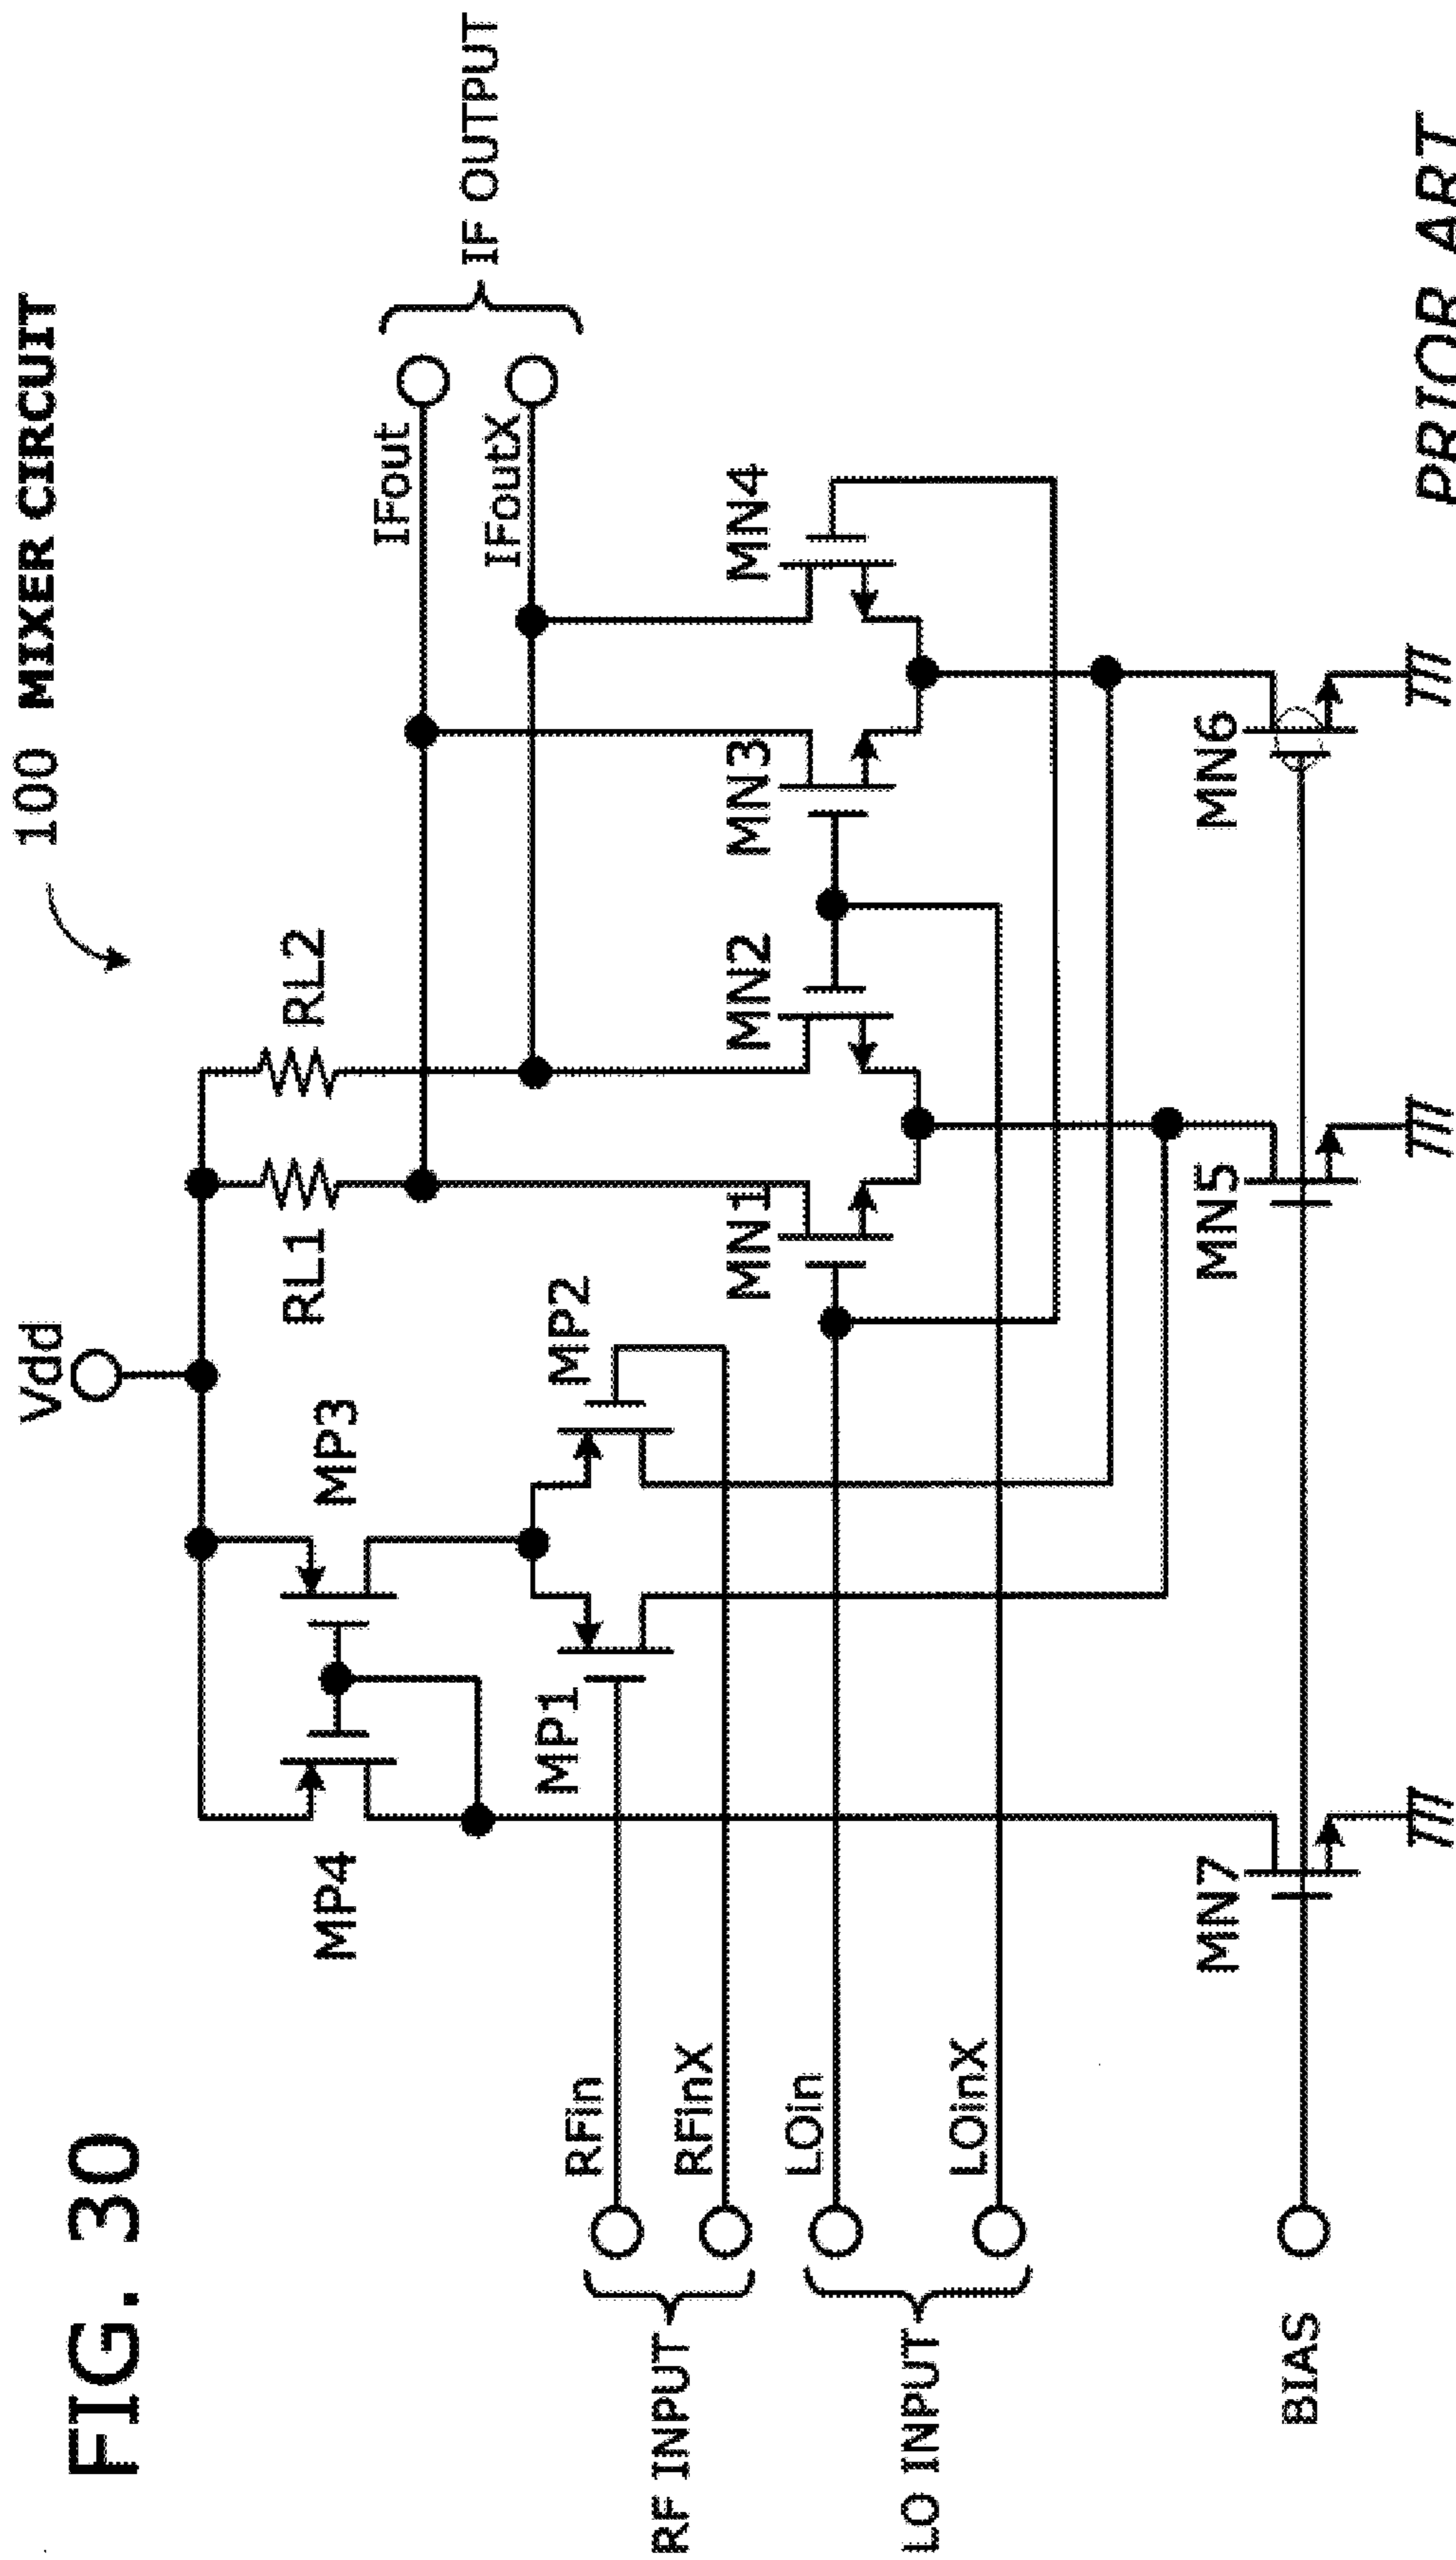 FIG. 30
100 MIXER CIRCUIT
Vdd
MP4
MP3
RL1
RL2
IFout
IFoutX
IF OUTPUT
MP1
MP2
RFin
RFinX
RF INPUT
MN1
MN2
MN3
MN4
LOin
LOinX
LO INPUT
MN7
MN5
MN6
BIAS
PRIOR ART